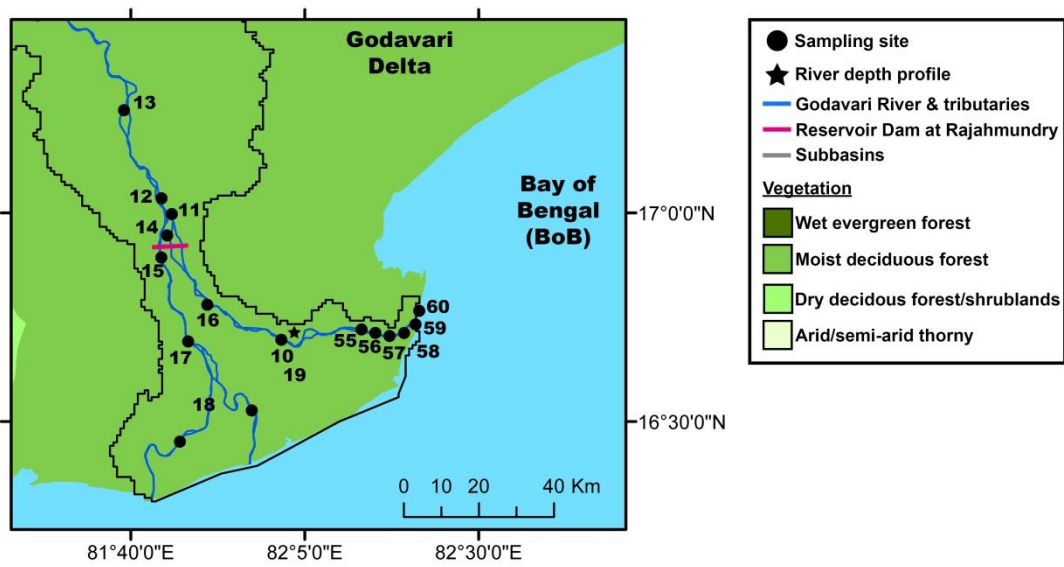 Godavari
Delta
13
12
11
14
15
16
17
10
19
18
55
56
57
58
59
60
Bay of
Bengal
(BoB)
17°0'0"N
16°30'0"N
0 10 20 40 Km
81°40'0"E
82°5'0"E
82°30'0"E
Sampling site
River depth profile
Godavari River & tributaries
Reservoir Dam at Rajahmundry
Subbasins
Vegetation
Wet evergreen forest
Moist deciduous forest
Dry decidous forest/shrublands
Arid/semi-arid thorny